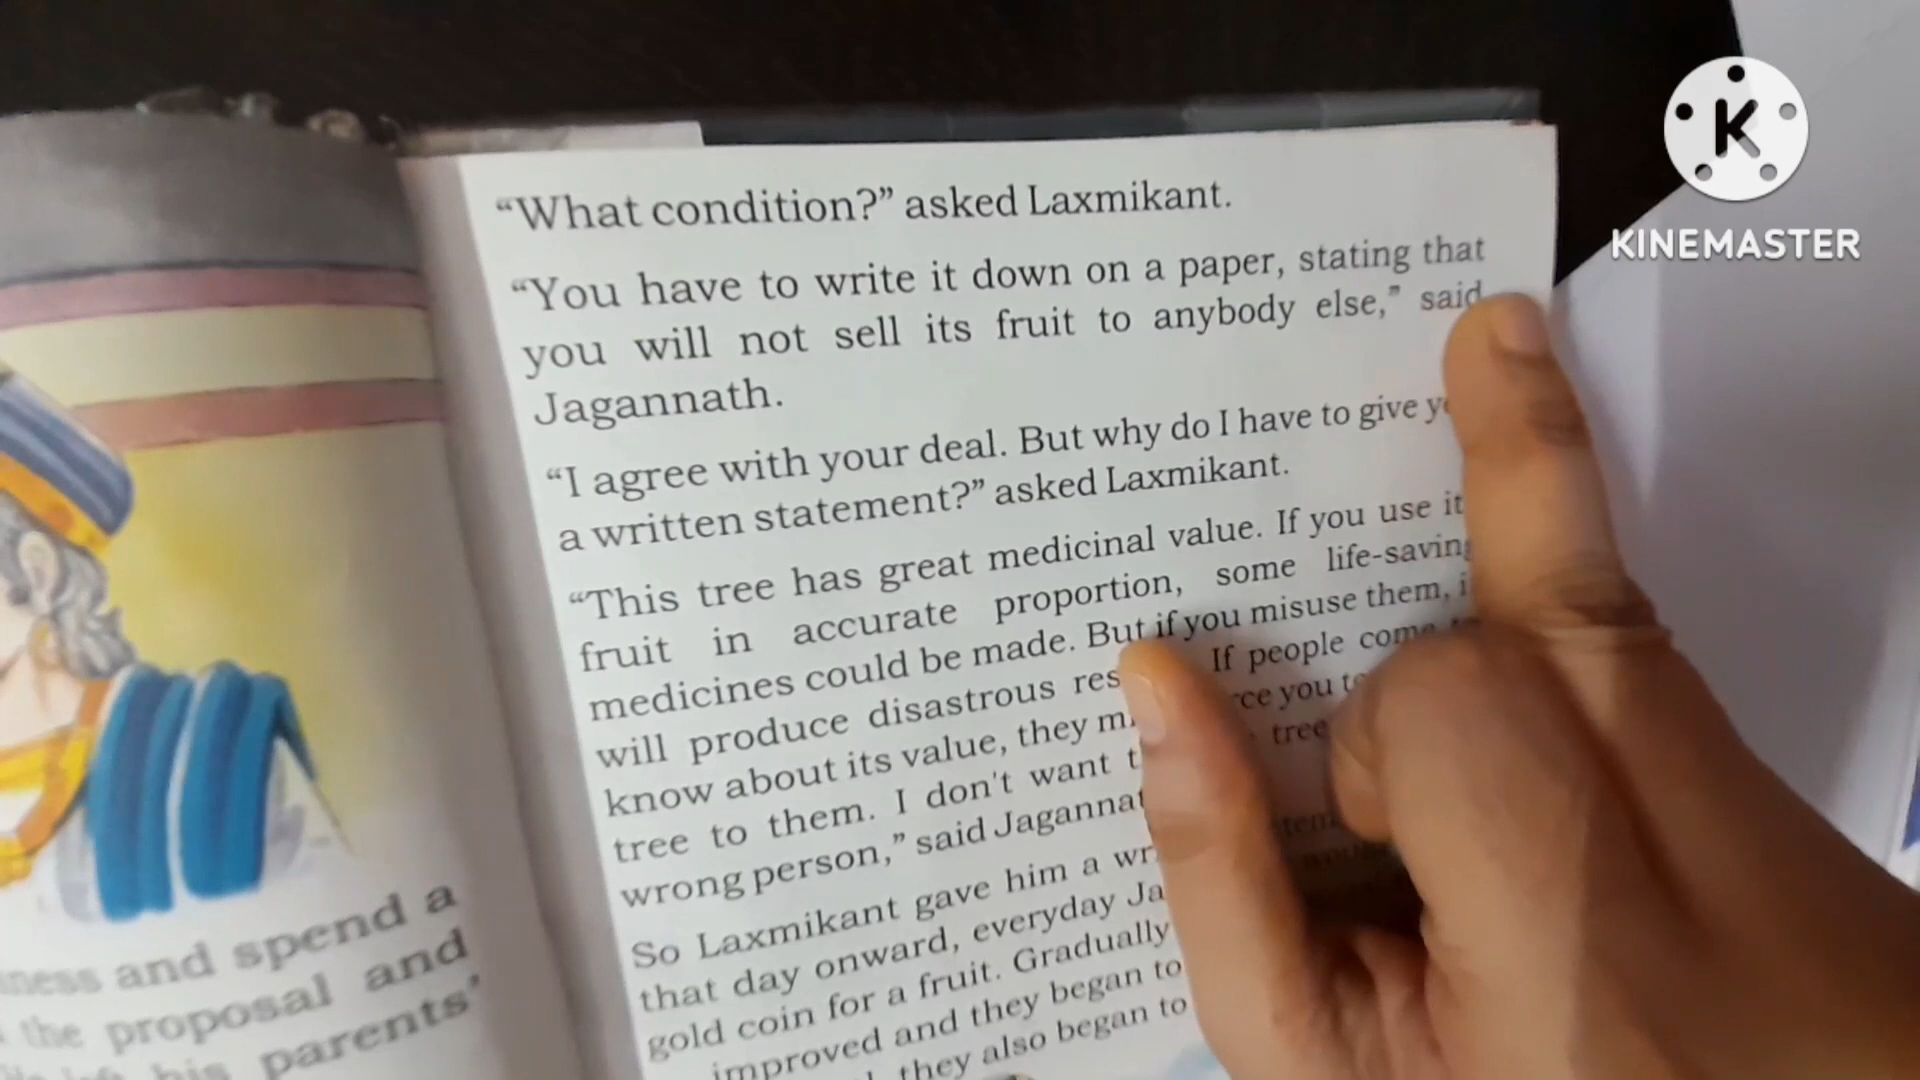 "What condition?" asked Laxmikant.
"You have to write it down on a paper, stating that
you will not sell its fruit to anybody else," said
Jagannath.
"I agree with your deal. But why do I have to give
a written statement?" asked Laxmikant.
"This tree has great medicinal value. If you use it
fruit in accurate proportion, some life-saving
medicines could be made. But if you misuse them,
will produce disastrous If people come
know about its value, they you
tree to them. I don't want tree
wrong person," said
So Laxmikant gave him a
that day onward, everyday
gold coin for a fruit. Gradually
improved and they began to
they also began to
and spend a
the proposal and
his parents'
K
KINEMASTER